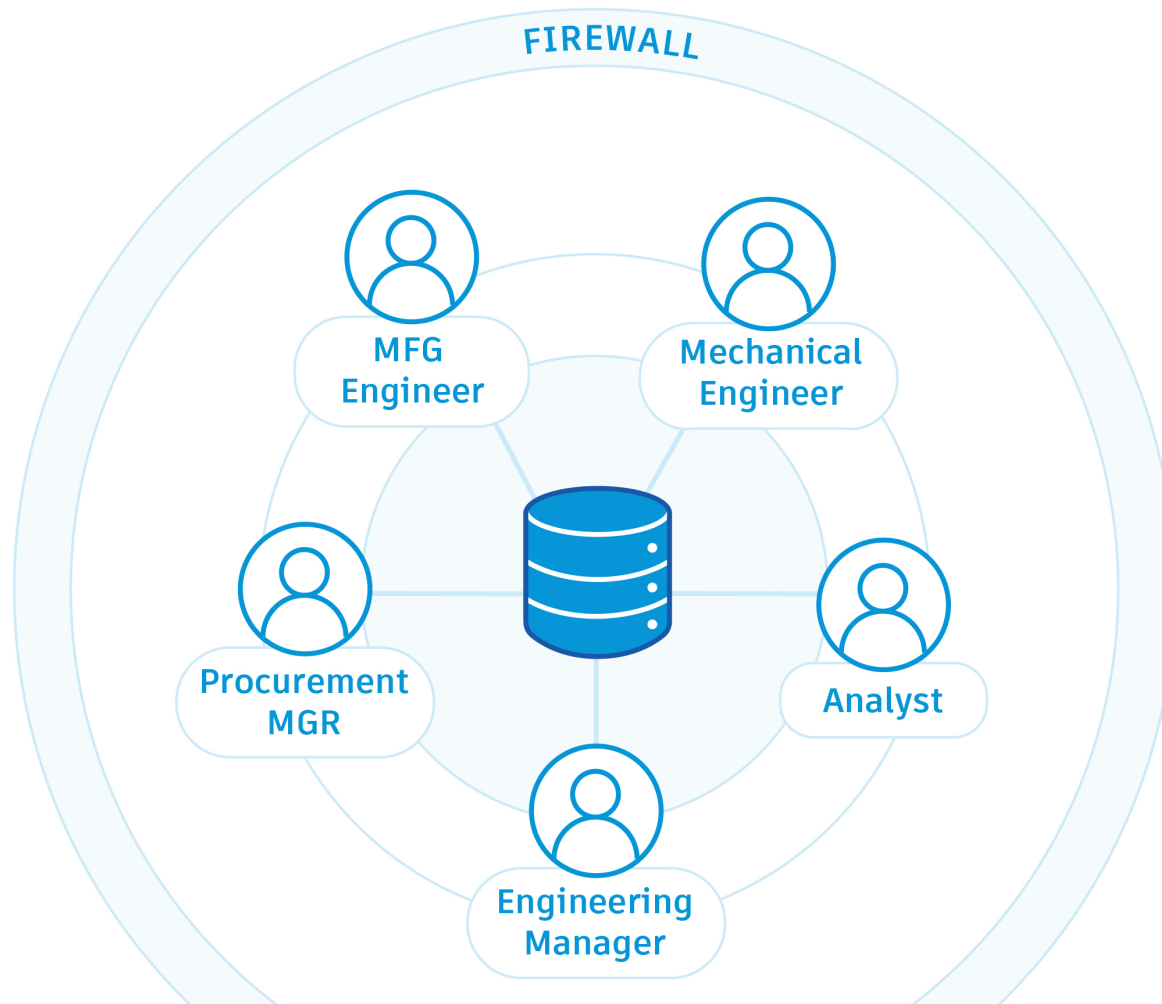 FIREWALL
MFG
Engineer
Mechanical
Engineer
Procurement
MGR
Analyst
Engineering
Manager